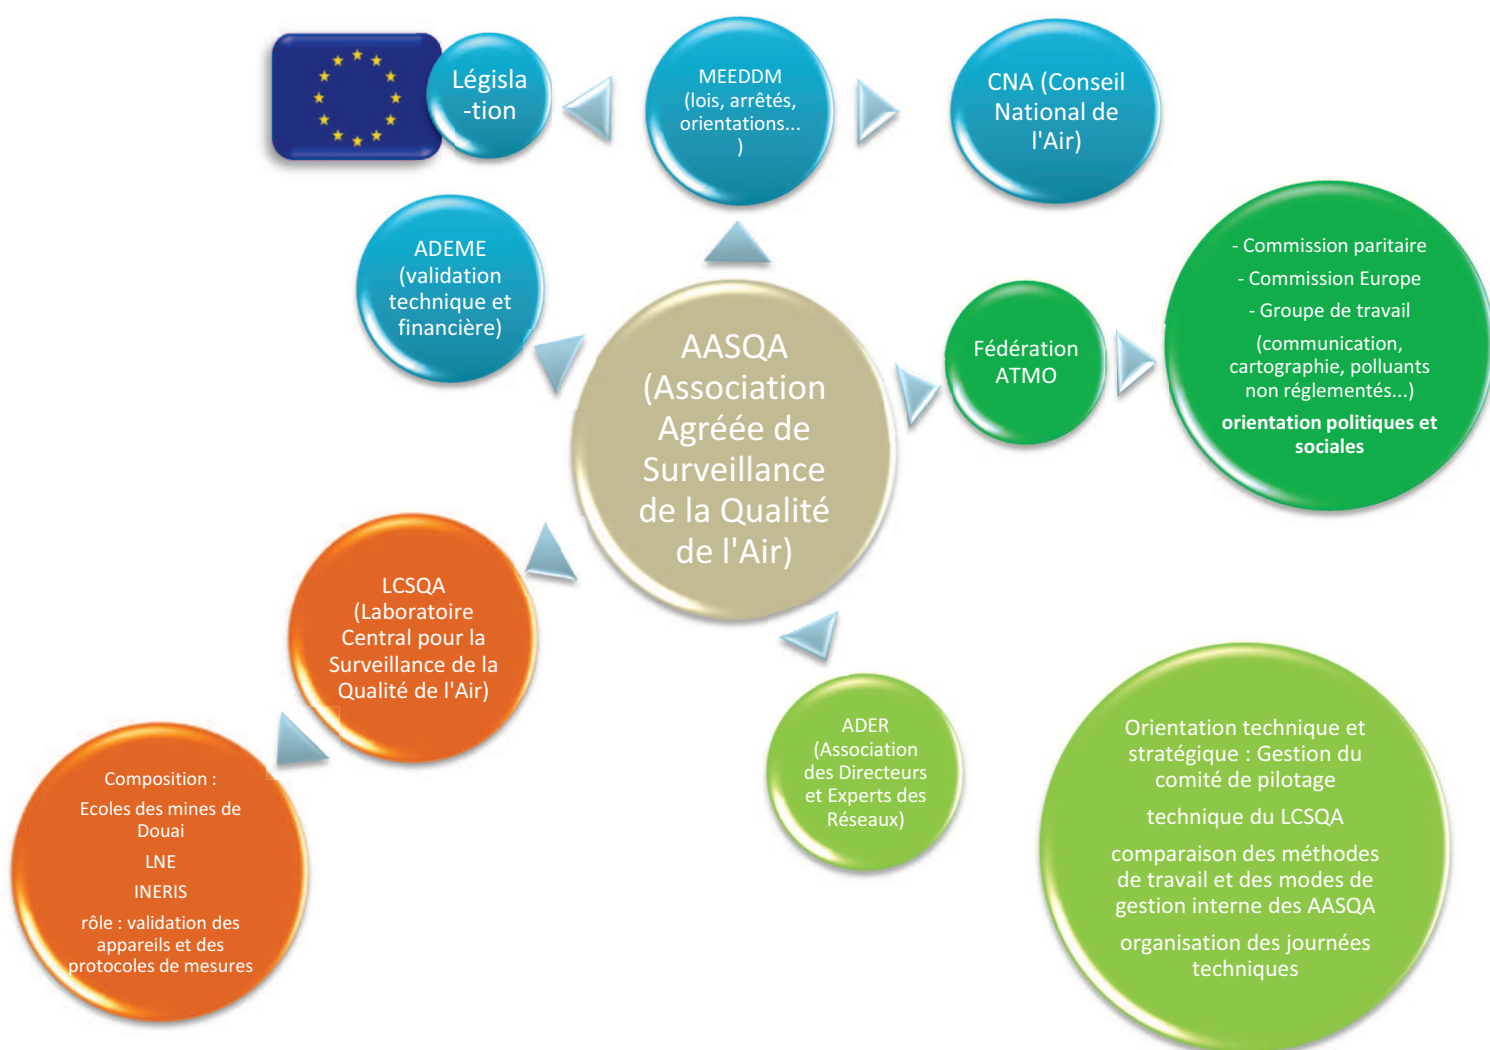 Législa
-tion
MEEDDM
(lois, arrêtés,
orientations...
)
CNA (Conseil
National de
l'Air)
ADEME
(validation
technique et
financière)
AASQA
(Association
Agréée de
Surveillance
de la Qualité
de l'Air)
Fédération
ATMO
- Commission paritaire
- Commission Europe
- Groupe de travail
(communication,
cartographie, polluants
non réglementés...)
orientation politiques et
sociales
LCSQA
(Laboratoire
Central pour la
Surveillance de la
Qualité de l'Air)
Composition :
Ecoles des mines de
Douai
LNE
INERIS
rôle : validation des
appareils et des
protocoles de mesures
ADER
(Association
des Directeurs
et Experts des
Réseaux)
Orientation technique et
stratégique : Gestion du
comité de pilotage
technique du LCSQA
comparaison des méthodes
de travail et des modes de
gestion interne des AASQA
organisation des journées
techniques